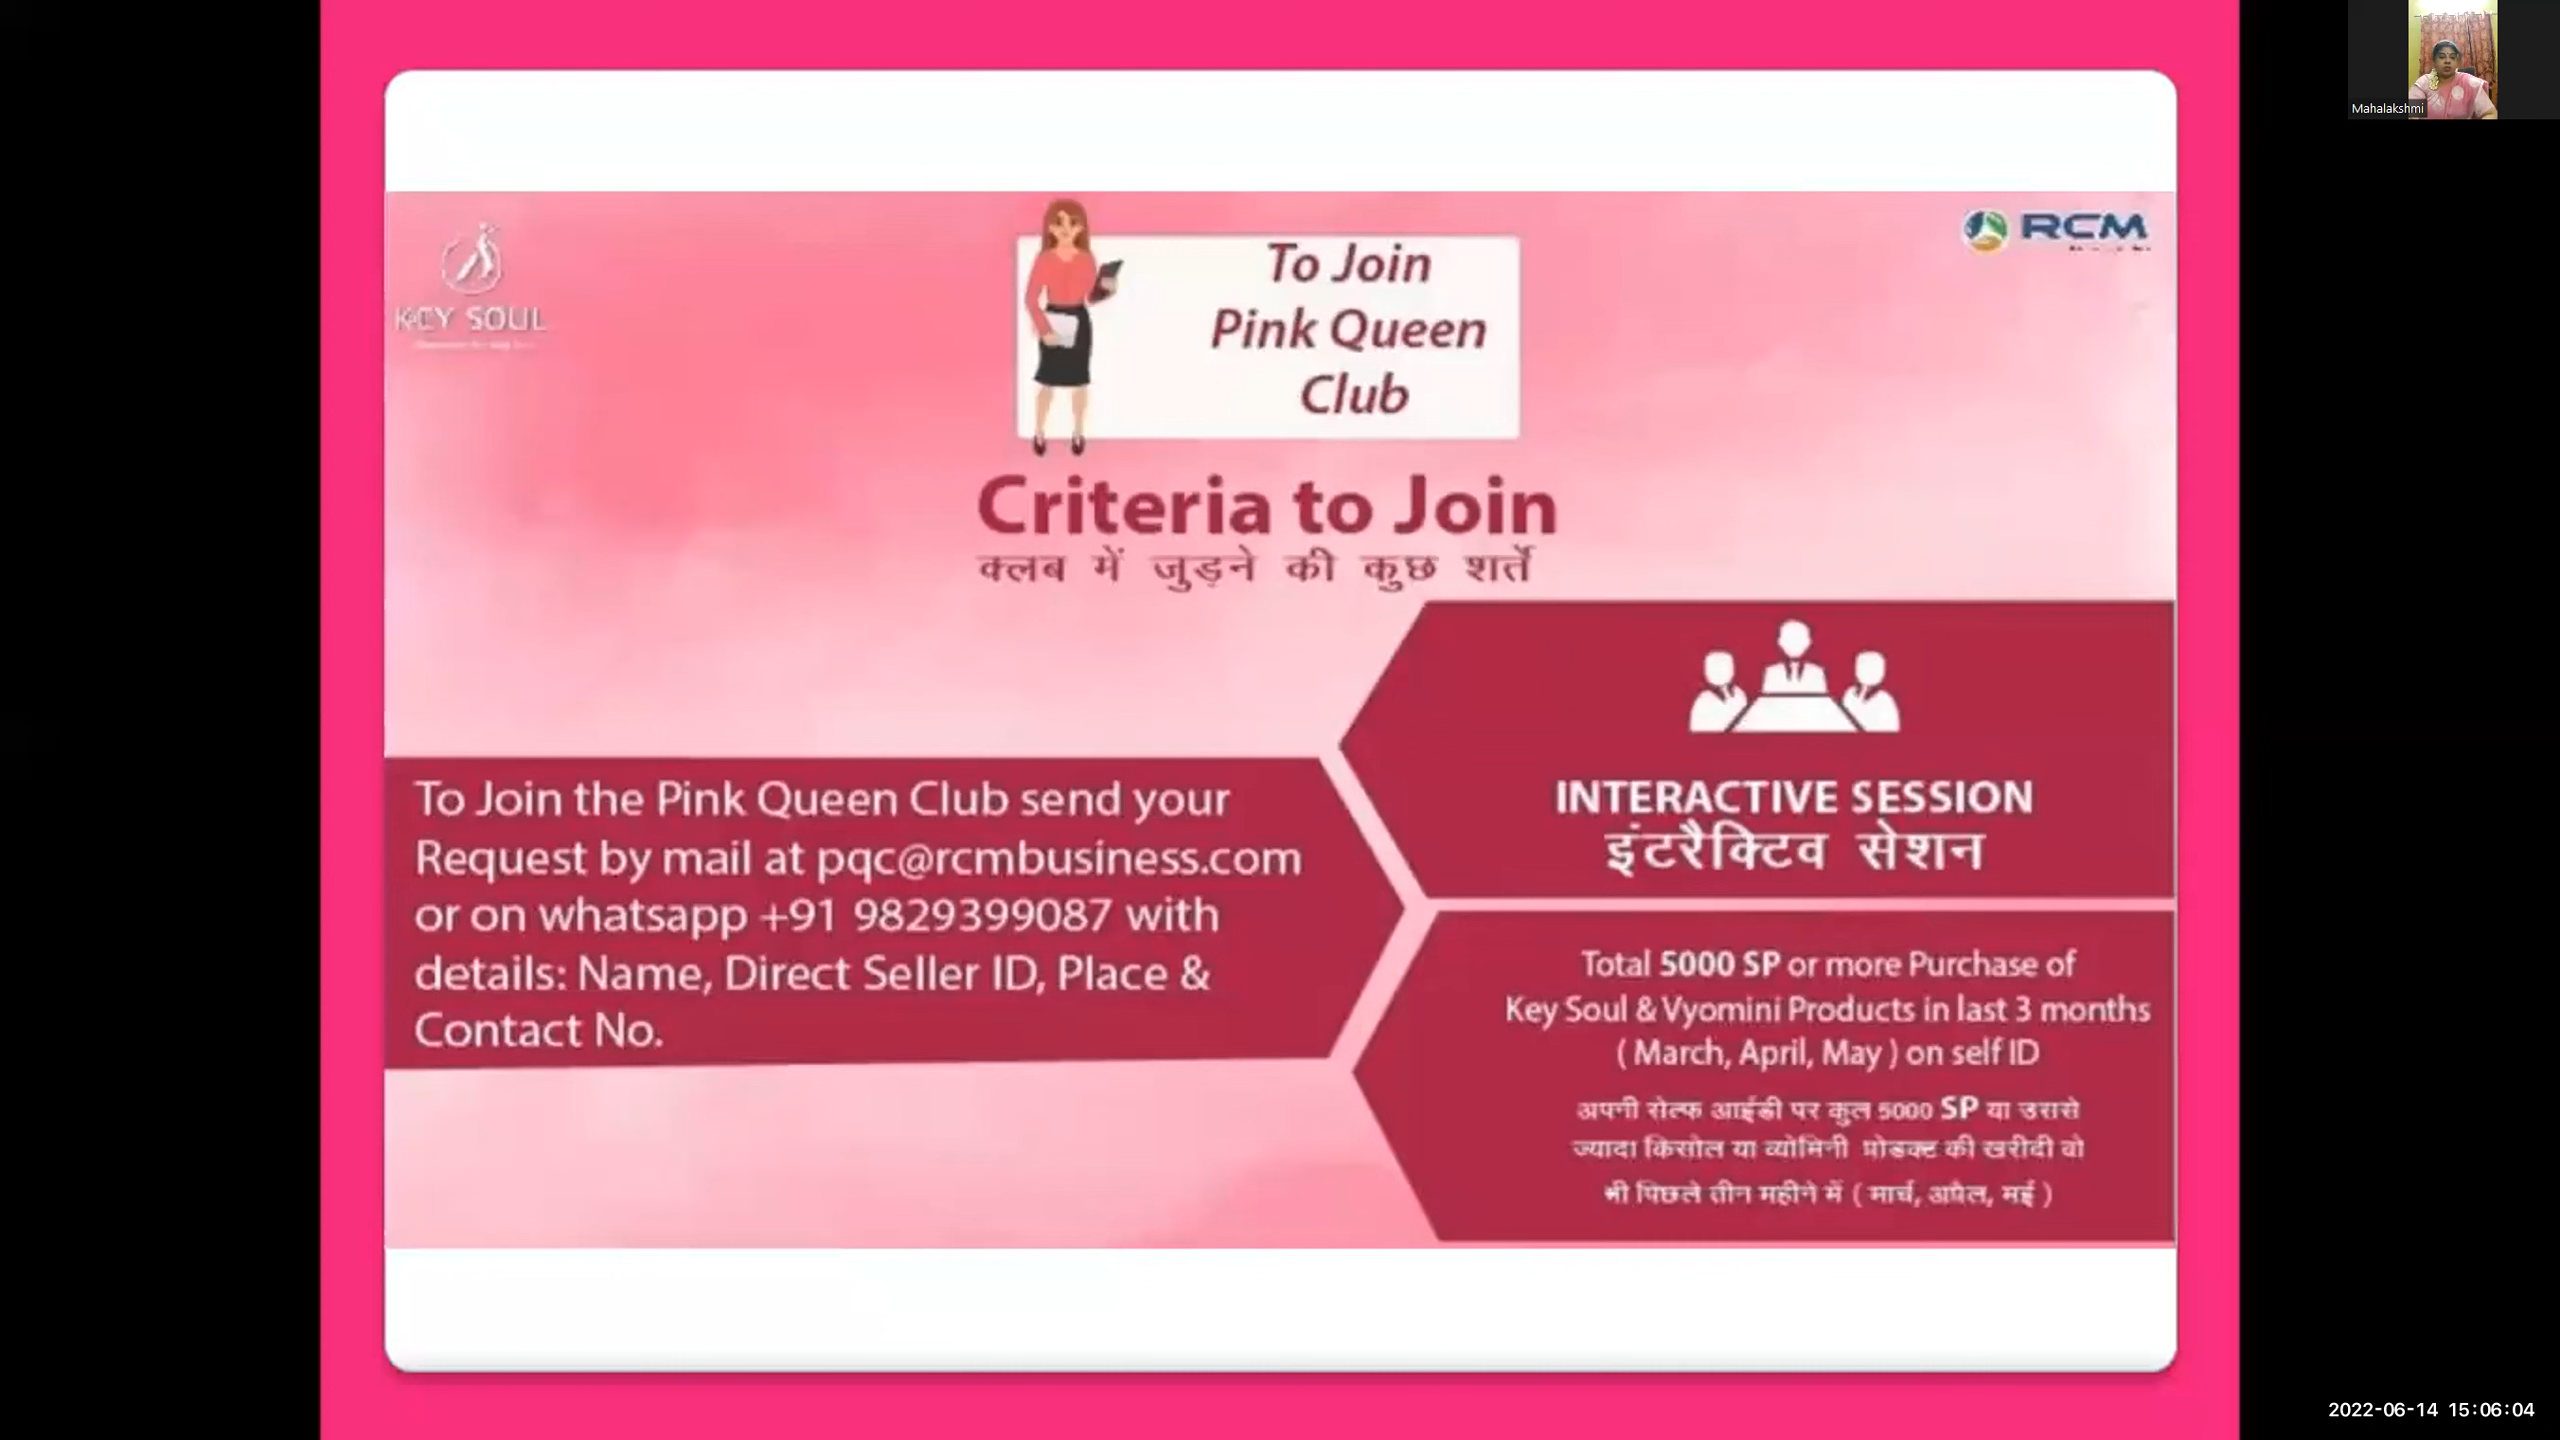 Mahalakshmi
KEY SOUL
RCM
To Join
Pink Queen
Club
Criteria to Join
क्लब में जुड़ने की कुछ शर्तें
To Join the Pink Queen Club send your
Request by mail at pqc@rcmbusiness.com
or on whatsapp +91 9829399087 with
details: Name, Direct Seller ID, Place &
Contact No.
INTERACTIVE SESSION
इंटरैक्टिव सेशन
Total 5000 SP or more Purchase of
Key Soul & Vyomini Products in last 3 months
( March, April, May ) on self ID
अपनी सेल्फ आईडी पर कुल 5000 SP या उससे
ज्यादा किसोल या व्योमिनी प्रोडक्ट की खरीदी वो
भी पिछले तीन महीने में ( मार्च, अप्रैल, मई )
2022-06-14 15:06:04